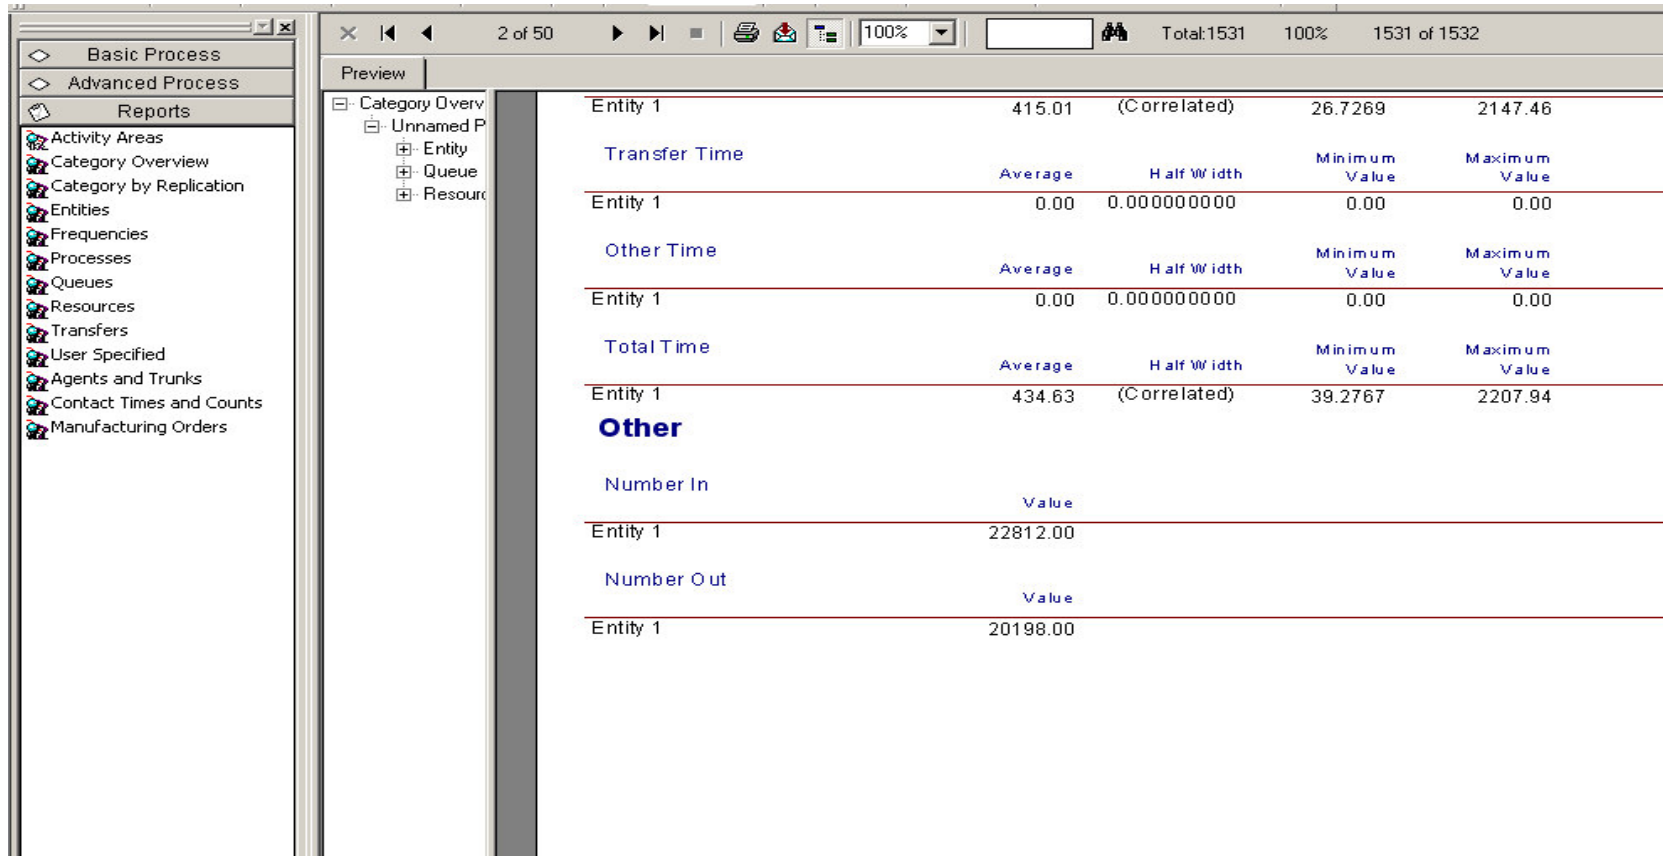 2 of 50
100%
Total:1531
100%
1531 of 1532
Basic Process
Advanced Process
Reports
Activity Areas
Category Overview
Category by Replication
Entities
Frequencies
Processes
Queues
Resources
Transfers
User Specified
Agents and Trunks
Contact Times and Counts
Manufacturing Orders
Preview
Category Overv
Unnamed P
Entity
Queue
Resourc
Entity 1 415.01 (Correlated) 26.7269 2147.46
Transfer Time
Average Half Width Minimum Value Maximum Value
Entity 1 0.00 0.000000000 0.00 0.00
Other Time
Average Half Width Minimum Value Maximum Value
Entity 1 0.00 0.000000000 0.00 0.00
Total Time
Average Half Width Minimum Value Maximum Value
Entity 1 434.63 (Correlated) 39.2767 2207.94
Other
Number In
Value
Entity 1 22812.00
Number Out
Value
Entity 1 20198.00